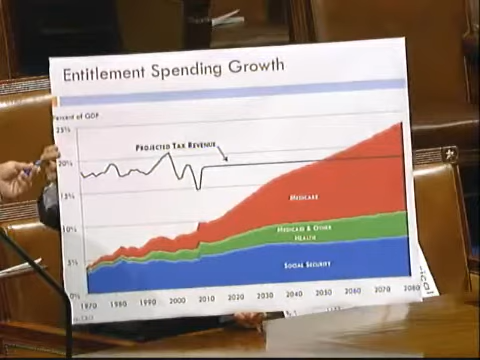 Entitlement Spending Growth
Percent of GDP
25%
PROJECTED TAX REVENUE
20%
15%
MEDICARE
10%
MEDICAID & OTHER
HEALTH
5%
SOCIAL SECURITY
0%
1970 1980 1990 2000 2010 2020 2030 2040 2050 2060 2070 2080